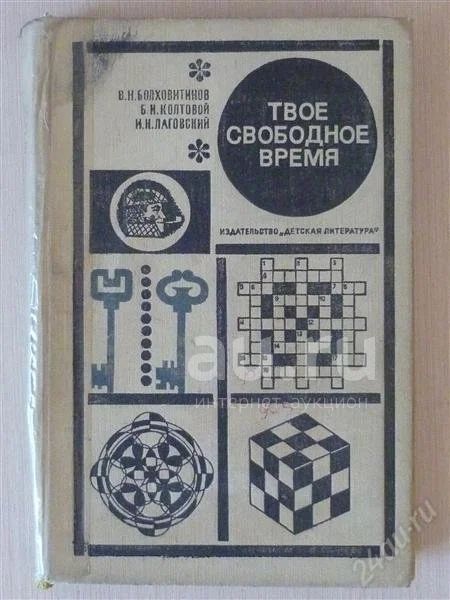 В.Н.БОЛХОВИТИНОВ
Б.И.КОЛТОВОЙ
И.К.ЛАГОВСКИЙ
ТВОЕ
СВОБОДНОЕ
ВРЕМЯ
ИЗДАТЕЛЬСТВО „ДЕТСКАЯ ЛИТЕРАТУРА"
au.ru
интернет-аукцион
24au.ru